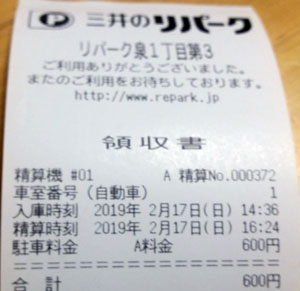 P 三井のリパーク
リパーク泉1丁目第3
ご利用ありがとうございました。
またのご利用をお待ちしております。
http://www.repark.jp
領収書
精算機 #01 A 精算No.000372
車室番号(自動車) 1
入庫時刻 2019年 2月17日(日) 14:36
精算時刻 2019年 2月17日(日) 16:24
駐車料金 A料金 600円
合計 600円